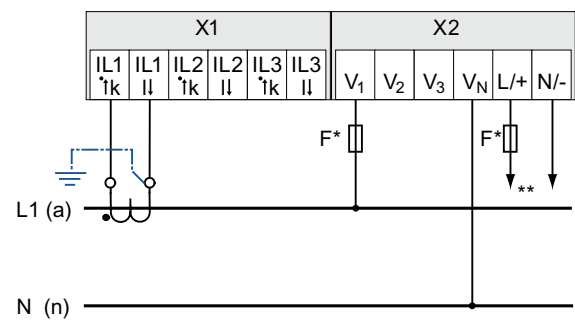 X1 X2
IL1 IL1 IL2 IL2 IL3 IL3 V1 V2 V3 VN L/+ N/-
•↑k l↓ •↑k l↓ •↑k l↓
F* F*
**
L1 (a)
N (n)